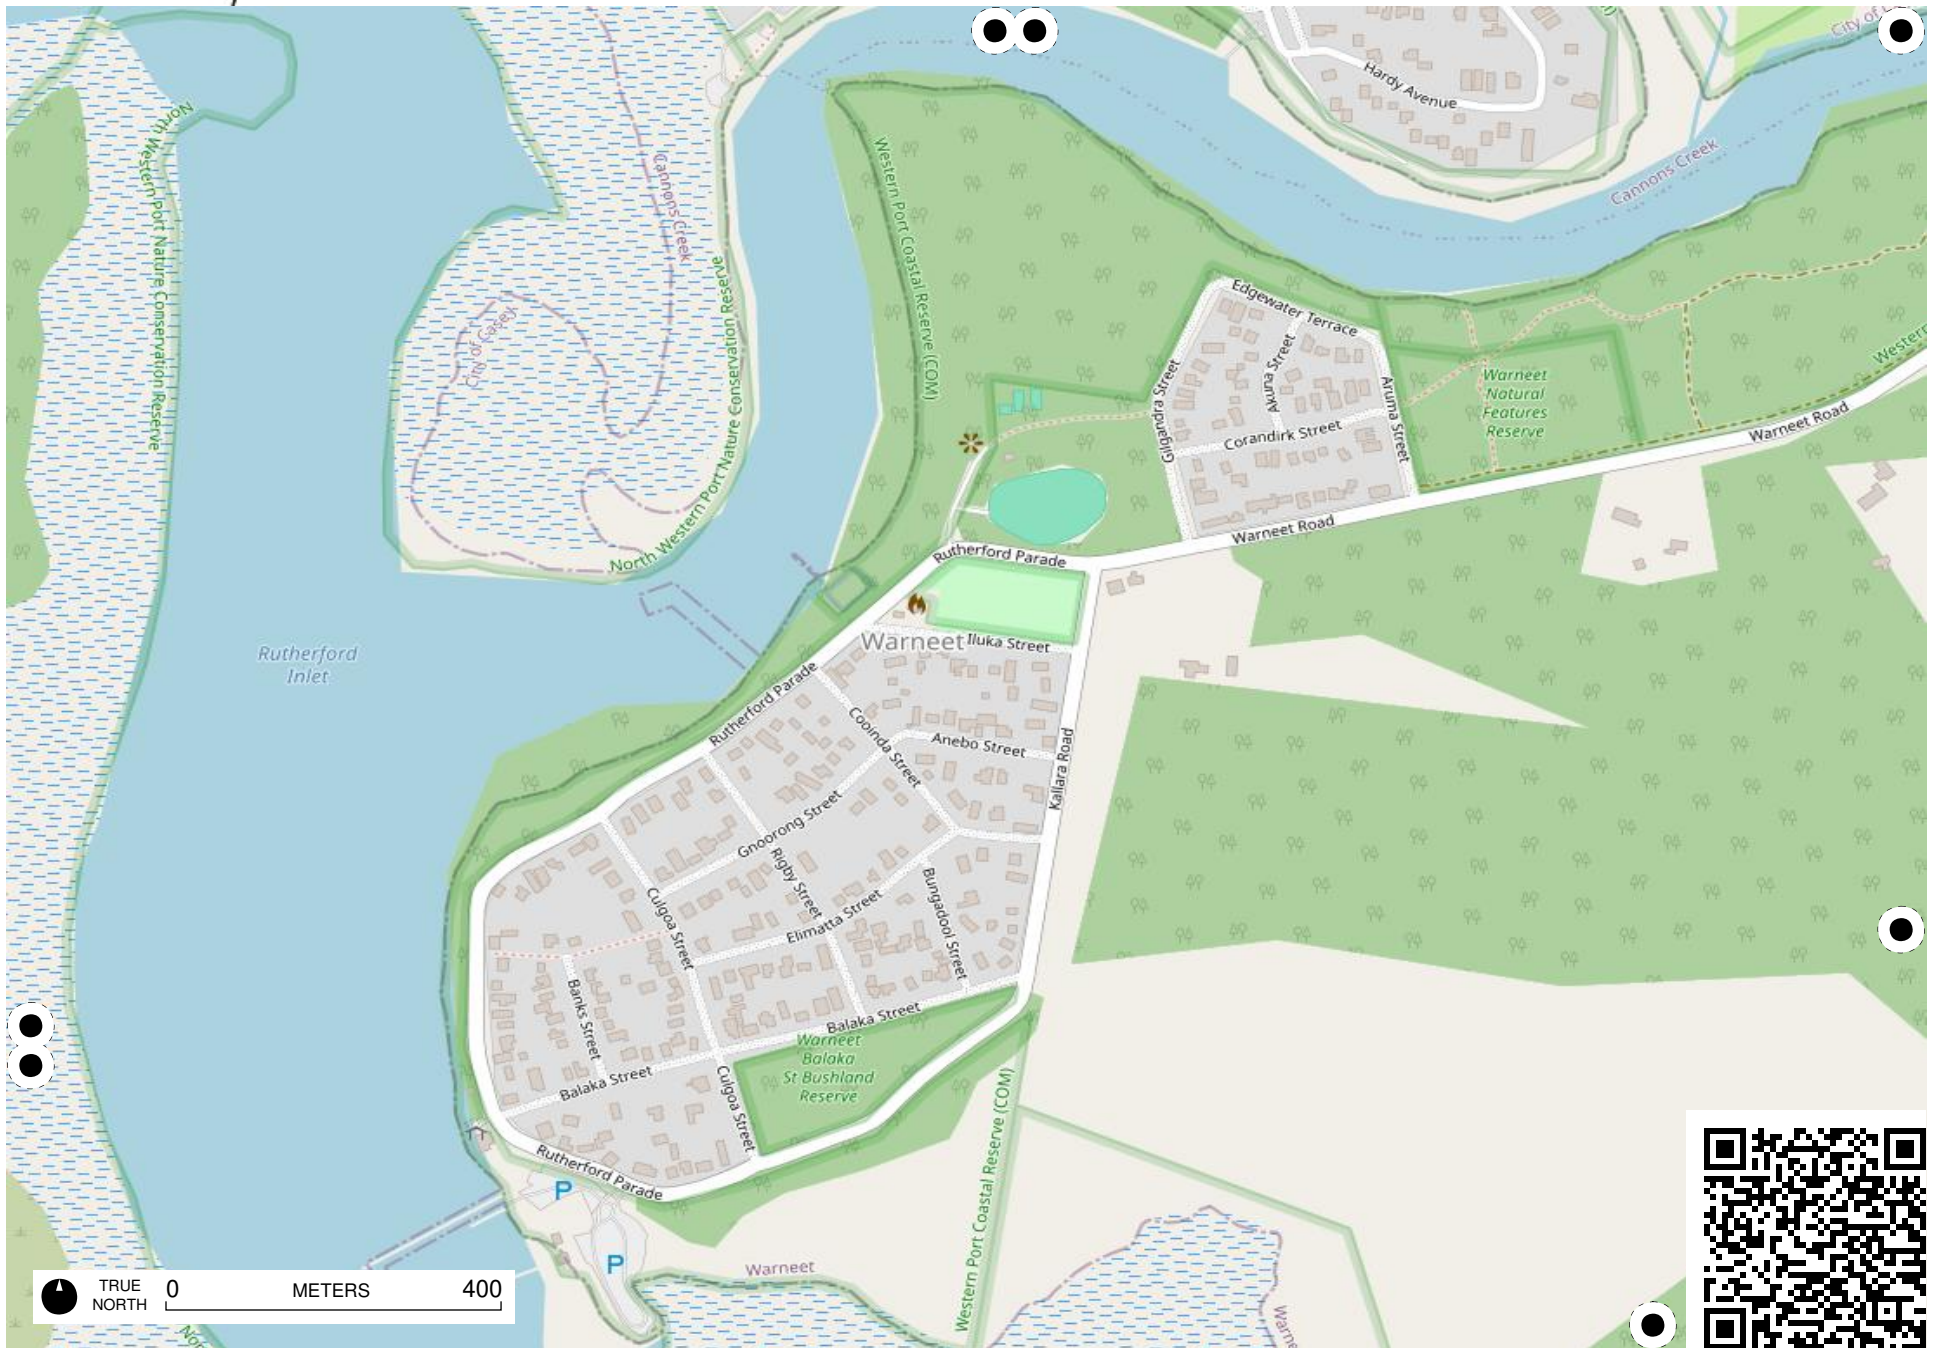 Hardy Avenue
City of
Cannons Creek
North Western Port Nature Conservation Reserve
Cannons Creek
Western Port Coastal Reserve (COM)
City of Casey
North Western Port Nature Conservation Reserve
Edgewater Terrace
Akuna Street
Gilgandra Street
Aruma Street
Corandirk Street
Warneet
Natural
Features
Reserve
Western
Warneet Road
Warneet Road
Rutherford Parade
Warneet
Iluka Street
Rutherford
Inlet
Rutherford Parade
Cooinda Street
Anebo Street
Kallara Road
Gnoorong Street
Rigby Street
Culgoa Street
Elimatta Street
Bungadool Street
Banks Street
Balaka Street
Warneet
Balaka
St Bushland
Reserve
Balaka Street
Culgoa Street
Rutherford Parade
P
P
Warneet
Western Port Coastal Reserve (COM)
Warne
Nor
TRUE
NORTH
0 METERS 400